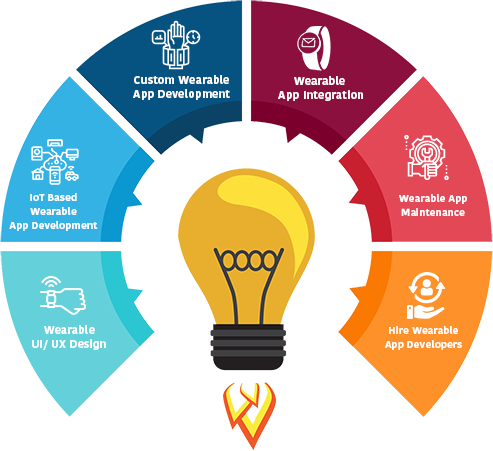 Custom Wearable
App Development
Wearable
App Integration
IoT Based
Wearable
App Development
Wearable App
Maintenance
Wearable
UI/ UX Design
Hire Wearable
App Developers